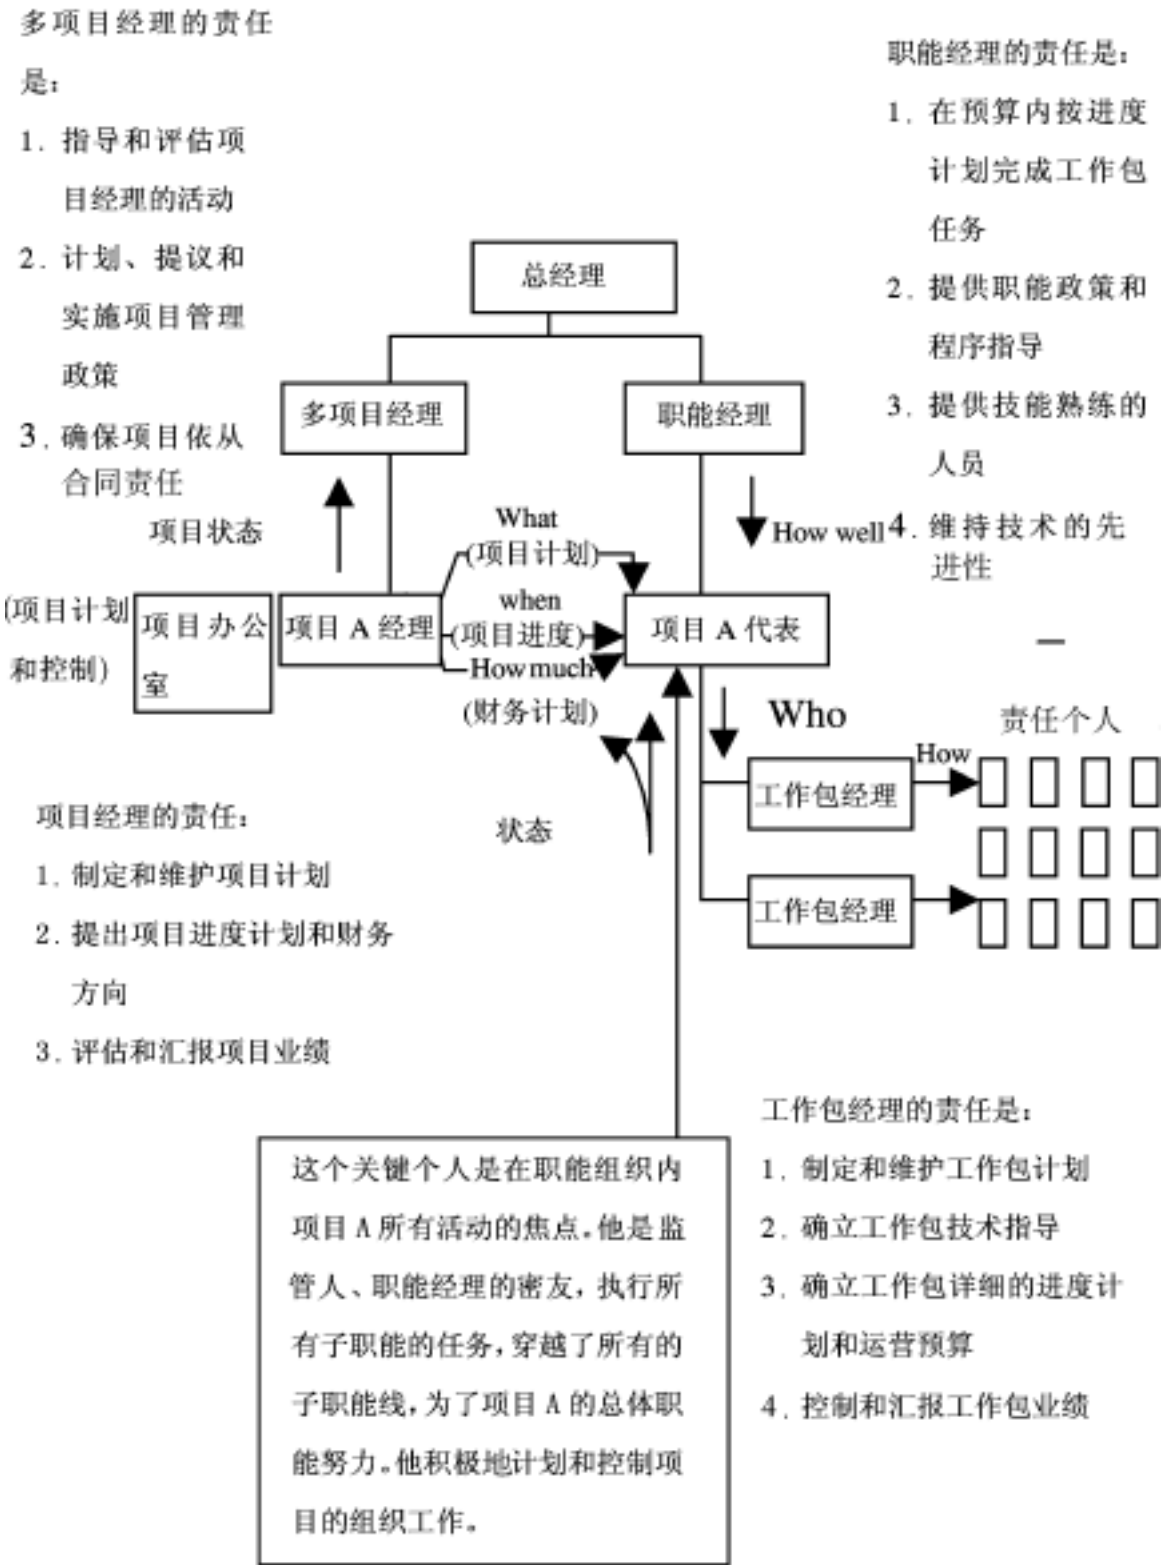 多项目经理的责任
是：
1. 指导和评估项
目经理的活动
2. 计划、提议和
实施项目管理
政策
3. 确保项目依从
合同责任
职能经理的责任是：
1. 在预算内按进度
计划完成工作包
任务
2. 提供职能政策和
程序指导
3. 提供技能熟练的
人员
4. 维持技术的先
进性
总经理
多项目经理
职能经理
项目状态
What
(项目计划)
How well
(项目计划
和控制)
项目办公
室
项目 A 经理
when
(项目进度)
How much
(财务计划)
项目 A 代表
Who
责任个人
How
工作包经理
工作包经理
状态
项目经理的责任：
1. 制定和维护项目计划
2. 提出项目进度计划和财务
方向
3. 评估和汇报项目业绩
工作包经理的责任是：
1. 制定和维护工作包计划
2. 确立工作包技术指导
3. 确立工作包详细的进度计
划和运营预算
4. 控制和汇报工作包业绩
这个关键个人是在职能组织内
项目 A 所有活动的焦点。他是监
管人、职能经理的密友，执行所
有子职能的任务，穿越了所有的
子职能线，为了项目 A 的总体职
能努力。他积极地计划和控制项
目的组织工作。